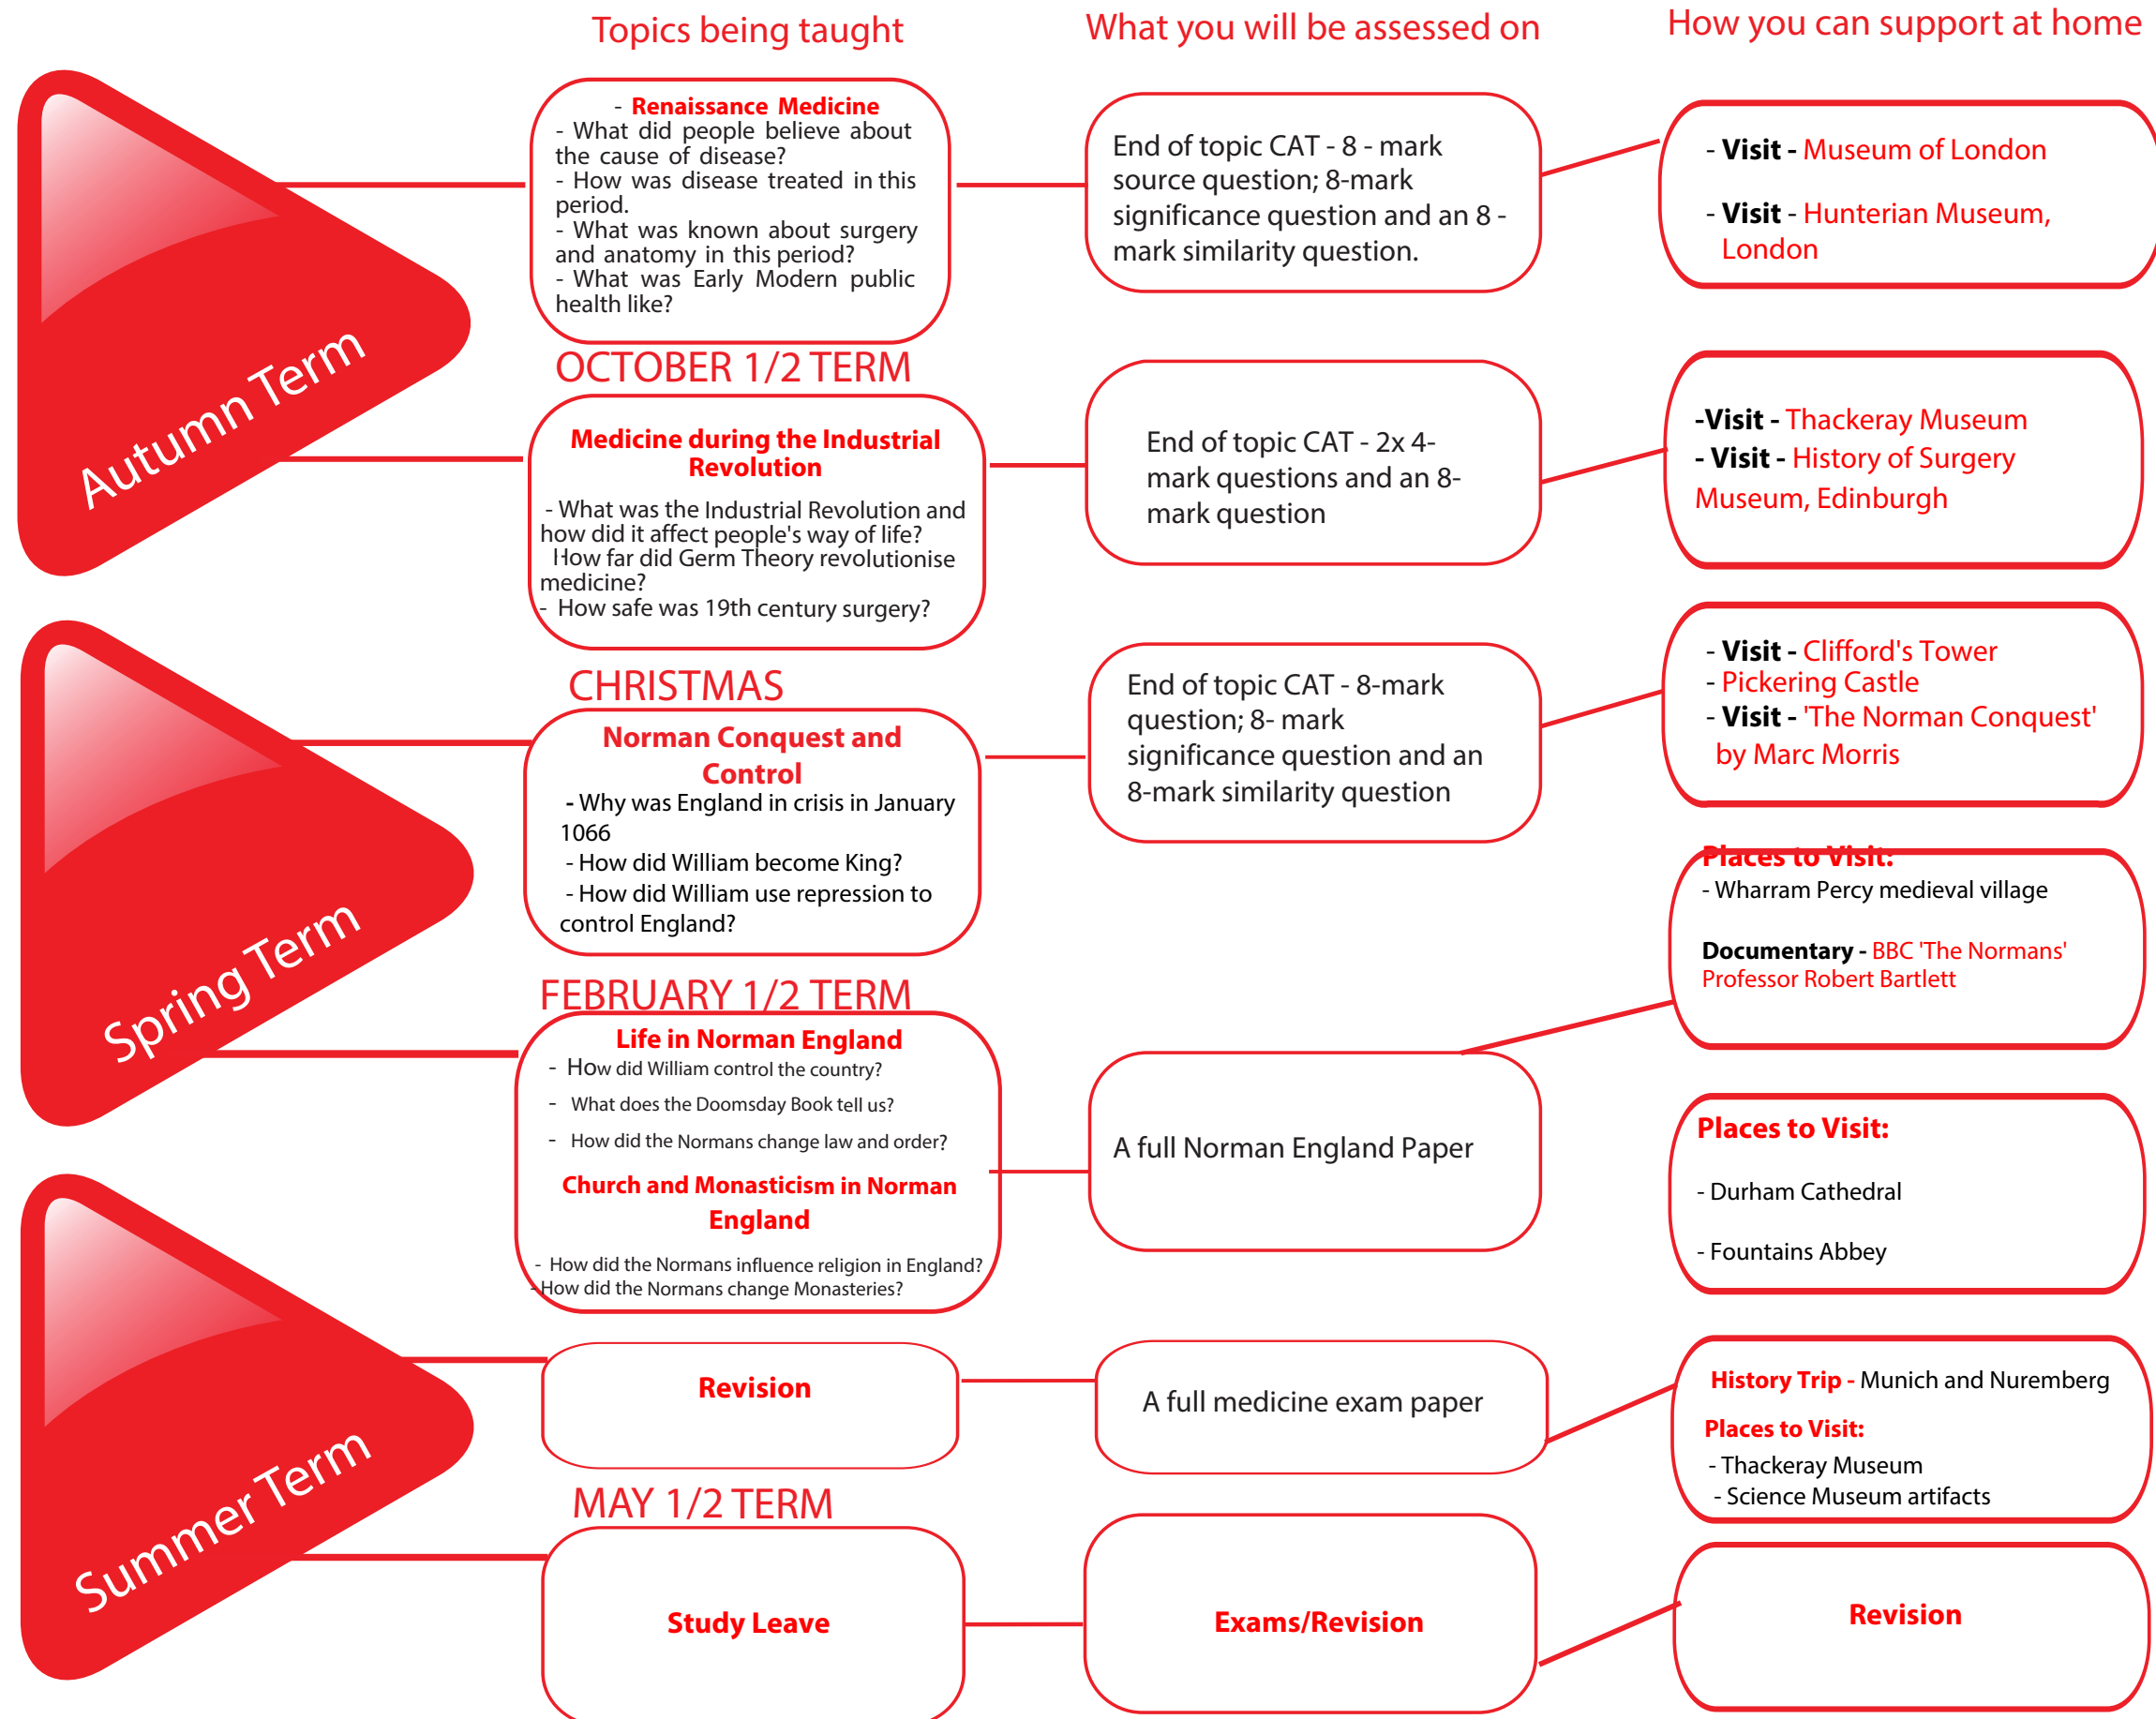 Topics being taught
What you will be assessed on
How you can support at home
Autumn Term
- Renaissance Medicine
- What did people believe about
the cause of disease?
- How was disease treated in this
period.
- What was known about surgery
and anatomy in this period?
- What was Early Modern public
health like?
End of topic CAT - 8 - mark
source question; 8-mark
significance question and an 8 -
mark similarity question.
- Visit - Museum of London
- Visit - Hunterian Museum,
London
OCTOBER 1/2 TERM
Medicine during the Industrial
Revolution
- What was the Industrial Revolution and
how did it affect people's way of life?
How far did Germ Theory revolutionise
medicine?
- How safe was 19th century surgery?
End of topic CAT - 2x 4-
mark questions and an 8-
mark question
-Visit - Thackeray Museum
- Visit - History of Surgery
Museum, Edinburgh
CHRISTMAS
Spring Term
Norman Conquest and
Control
- Why was England in crisis in January
1066
- How did William become King?
- How did William use repression to
control England?
End of topic CAT - 8-mark
question; 8- mark
significance question and an
8-mark similarity question
- Visit - Clifford's Tower
- Pickering Castle
- Visit - 'The Norman Conquest'
by Marc Morris
FEBRUARY 1/2 TERM
Life in Norman England
- How did William control the country?
- What does the Doomsday Book tell us?
- How did the Normans change law and order?
Church and Monasticism in Norman
England
- How did the Normans influence religion in England?
- How did the Normans change Monasteries?
A full Norman England Paper
Places to Visit:
- Wharram Percy medieval village
Documentary - BBC 'The Normans'
Professor Robert Bartlett
Places to Visit:
- Durham Cathedral
- Fountains Abbey
Summer Term
Revision
A full medicine exam paper
History Trip - Munich and Nuremberg
Places to Visit:
- Thackeray Museum
- Science Museum artifacts
MAY 1/2 TERM
Study Leave
Exams/Revision
Revision